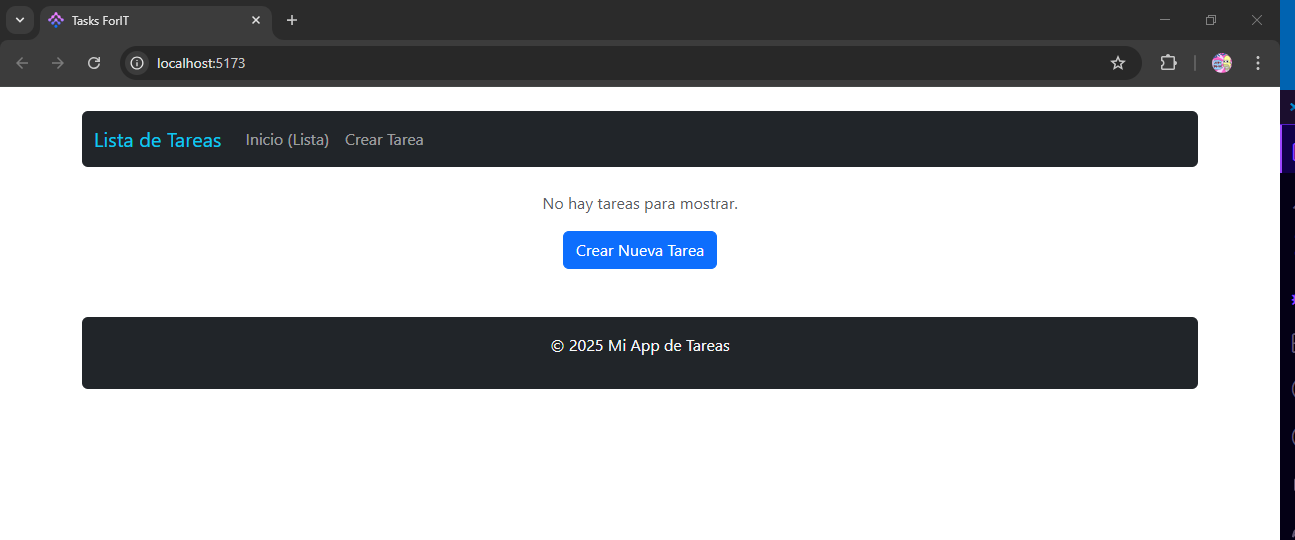 Tasks ForIT
localhost:5173
Lista de Tareas Inicio (Lista) Crear Tarea
No hay tareas para mostrar.
Crear Nueva Tarea
© 2025 Mi App de Tareas